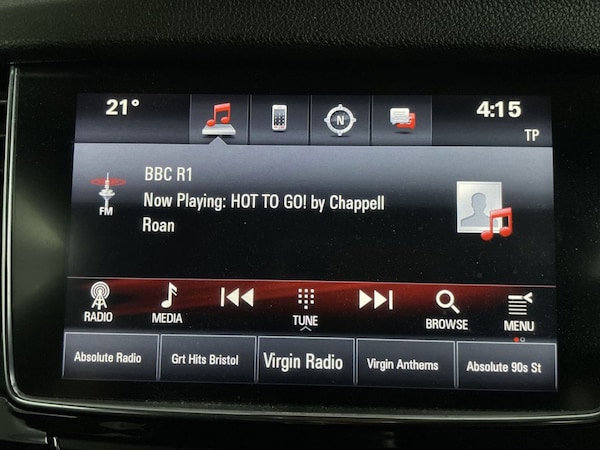 21°
N
4:15
TP
BBC R1
FM
Now Playing: HOT TO GO! by Chappell
Roan
RADIO
MEDIA
TUNE
BROWSE
MENU
Absolute Radio
Grt Hits Bristol
Virgin Radio
Virgin Anthems
Absolute 90s St